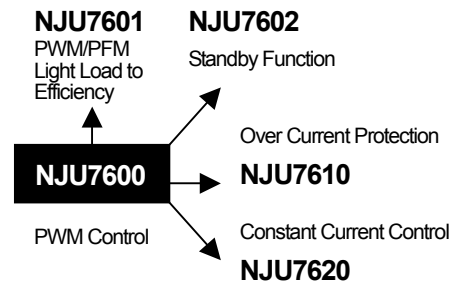 NJU7601
PWM/PFM
Light Load to
Efficiency
NJU7602
Standby Function
NJU7600
PWM Control
Over Current Protection
NJU7610
Constant Current Control
NJU7620